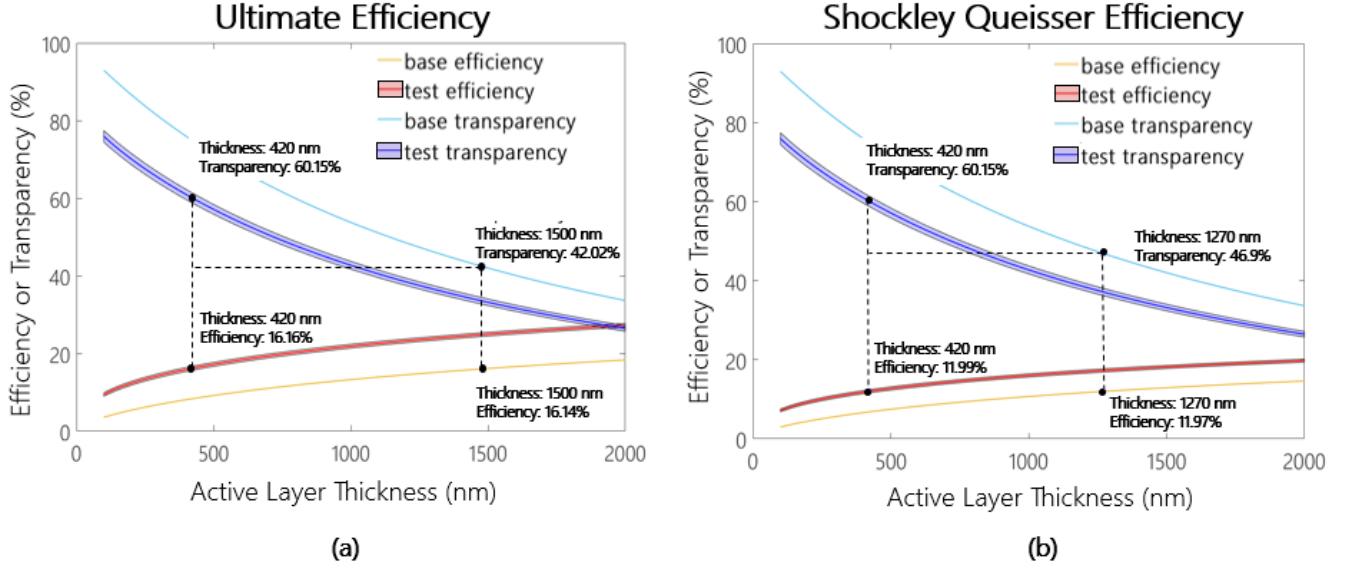 Ultimate Efficiency
Efficiency or Transparency (%)
100
80
60
40
20
0
base efficiency
test efficiency
base transparency
test transparency
Thickness: 420 nm
Transparency: 60.15%
Thickness: 1500 nm
Transparency: 42.02%
Thickness: 420 nm
Efficiency: 16.16%
Thickness: 1500 nm
Efficiency: 16.14%
0
500
1000
1500
2000
Active Layer Thickness (nm)
(a)
Shockley Queisser Efficiency
Efficiency or Transparency (%)
100
80
60
40
20
0
base efficiency
test efficiency
base transparency
test transparency
Thickness: 420 nm
Transparency: 60.15%
Thickness: 1270 nm
Transparency: 46.9%
Thickness: 420 nm
Efficiency: 11.99%
Thickness: 1270 nm
Efficiency: 11.97%
0
500
1000
1500
2000
Active Layer Thickness (nm)
(b)